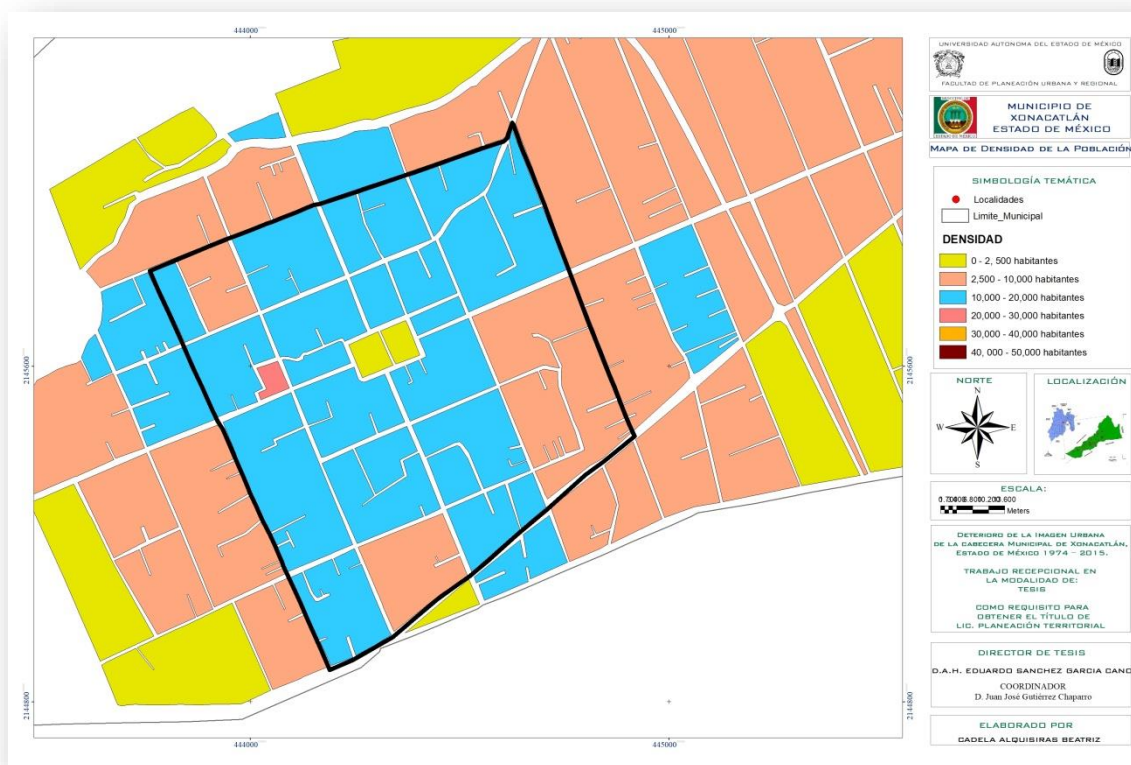 444000
445000
2145600
2145600
2144800
2144800
444000
445000
UNIVERSIDAD AUTONOMA DEL ESTADO DE MÉXICO
FACULTAD DE PLANEACIÓN URBANA Y REGIONAL
MUNICIPIO DE
XONACATLÁN
ESTADO DE MÉXICO
MAPA DE DENSIDAD DE LA POBLACIÓN
SIMBOLOGÍA TEMÁTICA
Localidades
Limite_Municipal
DENSIDAD
0 - 2, 500 habitantes
2,500 - 10,000 habitantes
10,000 - 20,000 habitantes
20,000 - 30,000 habitantes
30,000 - 40,000 habitantes
40, 000 - 50,000 habitantes
NORTE
N
W
E
S
LOCALIZACIÓN
ESCALA:
Meters
DETERIORO DE LA IMAGEN URBANA
DE LA CABECERA MUNICIPAL DE XONACATLÁN,
ESTADO DE MÉXICO 1974 – 2015.
TRABAJO RECEPCIONAL EN
LA MODALIDAD DE:
TESIS
COMO REQUISITO PARA
OBTENER EL TÍTULO DE
LIC. PLANEACIÓN TERRITORIAL
DIRECTOR DE TESIS
D.A.H. EDUARDO SANCHEZ GARCIA CANO
COORDINADOR
D. Juan José Gutiérrez Chaparro
ELABORADO POR
CADELA ALQUISIRAS BEATRIZ